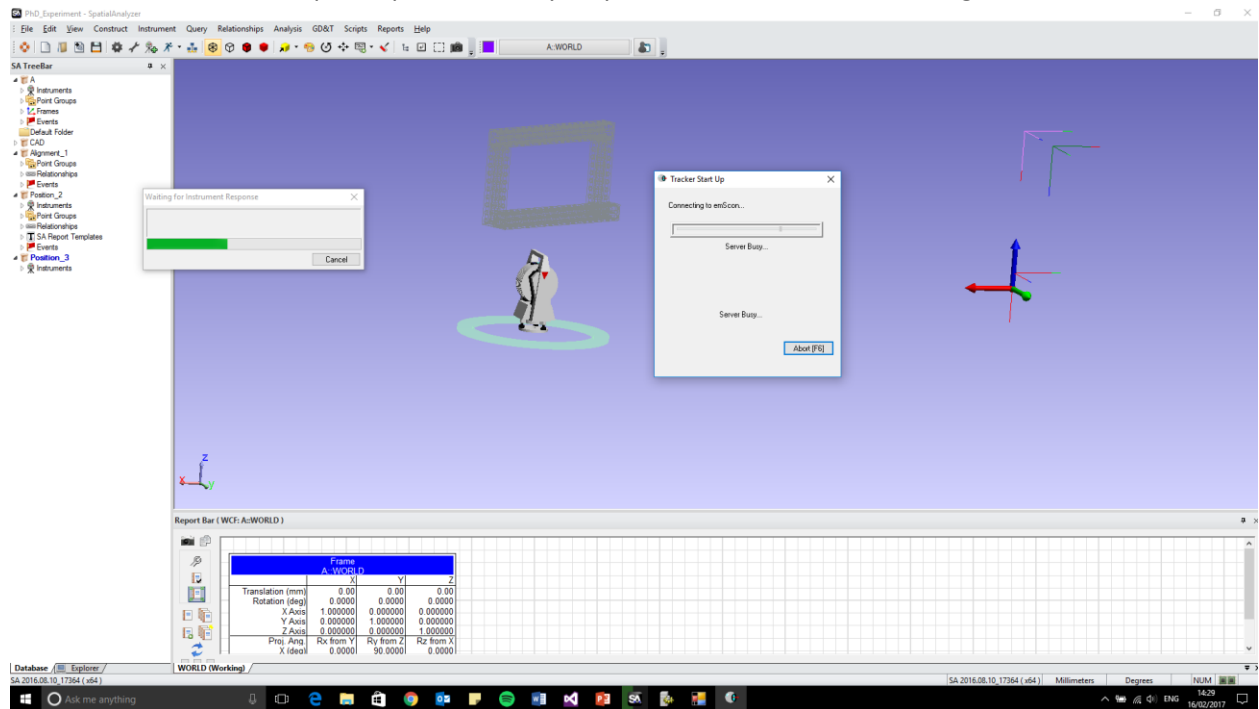 PhD_Experiment - SpatialAnalyzer
File Edit View Construct Instrument Query Relationships Analysis GD&T Scripts Reports Help
A::WORLD
SA TreeBar
A
Instruments
Point Groups
Frames
Events
Default Folder
CAD
Alignment_1
Point Groups
Relationships
Events
Position_2
Instruments
Point Groups
Relationships
SA Report Templates
Events
Position_3
Instruments
Waiting for Instrument Response
Cancel
Tracker Start Up
Connecting to emScon...
Server Busy...
Server Busy...
Abort [F6]
Z
X
y
Report Bar ( WCF: A::WORLD )
Frame
A::WORLD
X Y Z
Translation (mm) 0.00 0.00 0.00
Rotation (deg) 0.0000 0.0000 0.0000
X Axis 1.000000 0.000000 0.000000
Y Axis 0.000000 1.000000 0.000000
Z Axis 0.000000 0.000000 1.000000
Proj. Ang. Rx from Y Ry from Z Rz from X
X (deg) 0.0000 90.0000 0.0000
Database Explorer
WORLD (Working)
SA 2016.08.10_17364 ( x64 )
SA 2016.08.10_17364 ( x64 ) Millimeters Degrees NUM
Ask me anything
SA
ENG
14:29
16/02/2017